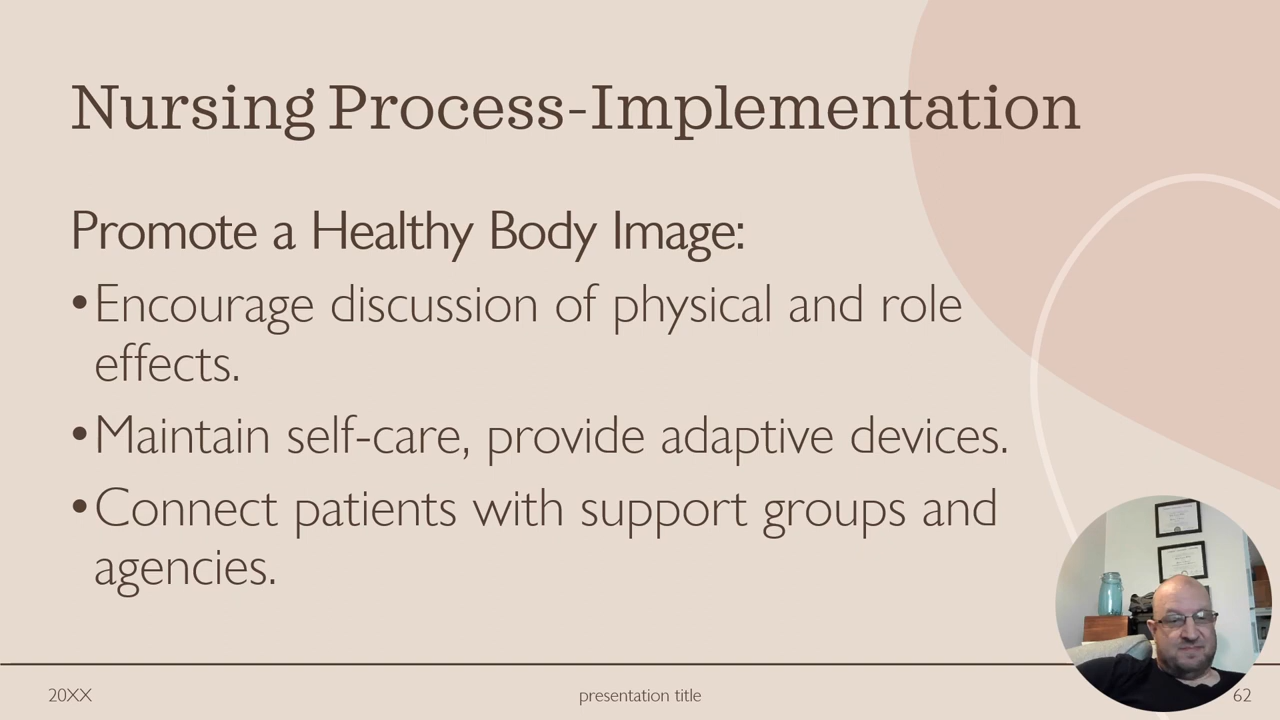 Nursing Process-Implementation
Promote a Healthy Body Image:
•Encourage discussion of physical and role
effects.
•Maintain self-care, provide adaptive devices.
•Connect patients with support groups and
agencies.
20XX
presentation title
62